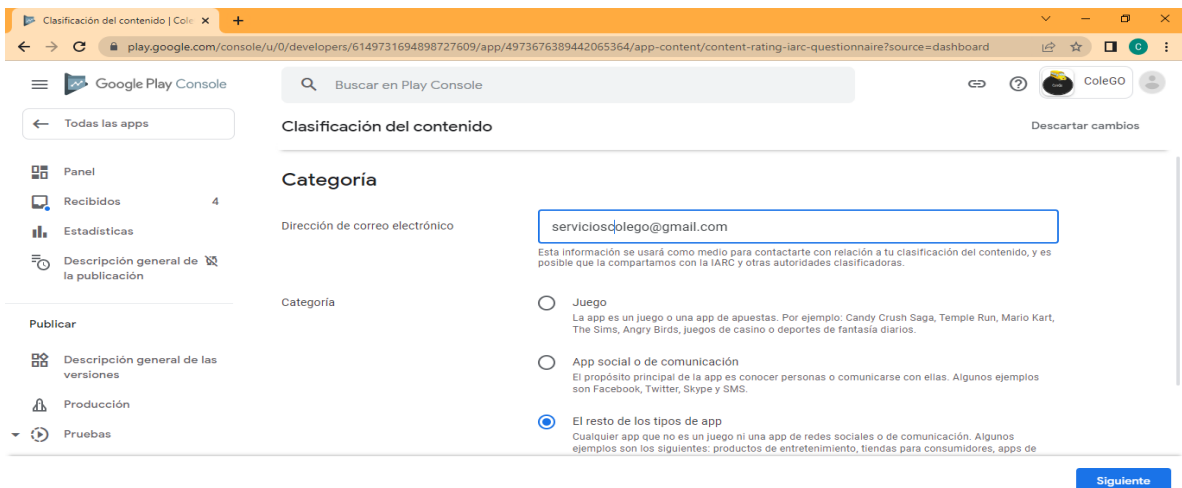 Clasificación del contenido | Cole
play.google.com/console/u/0/developers/6149731694898727609/app/4973676389442065364/app-content/content-rating-iarc-questionnaire?source=dashboard
C
Google Play Console
Buscar en Play Console
ColeGO
Todas las apps
Clasificación del contenido
Descartar cambios
Panel
Recibidos 4
Estadísticas
Descripción general de
la publicación
Publicar
Descripción general de las
versiones
Producción
Pruebas
Categoría
Dirección de correo electrónico
servicioscolego@gmail.com
Esta información se usará como medio para contactarte con relación a tu clasificación del contenido, y es
posible que la compartamos con la IARC y otras autoridades clasificadoras.
Categoría
Juego
La app es un juego o una app de apuestas. Por ejemplo: Candy Crush Saga, Temple Run, Mario Kart,
The Sims, Angry Birds, juegos de casino o deportes de fantasía diarios.
App social o de comunicación
El propósito principal de la app es conocer personas o comunicarse con ellas. Algunos ejemplos
son Facebook, Twitter, Skype y SMS.
El resto de los tipos de app
Cualquier app que no es un juego ni una app de redes sociales o de comunicación. Algunos
ejemplos son los siguientes: productos de entretenimiento, tiendas para consumidores, apps de
Siguiente